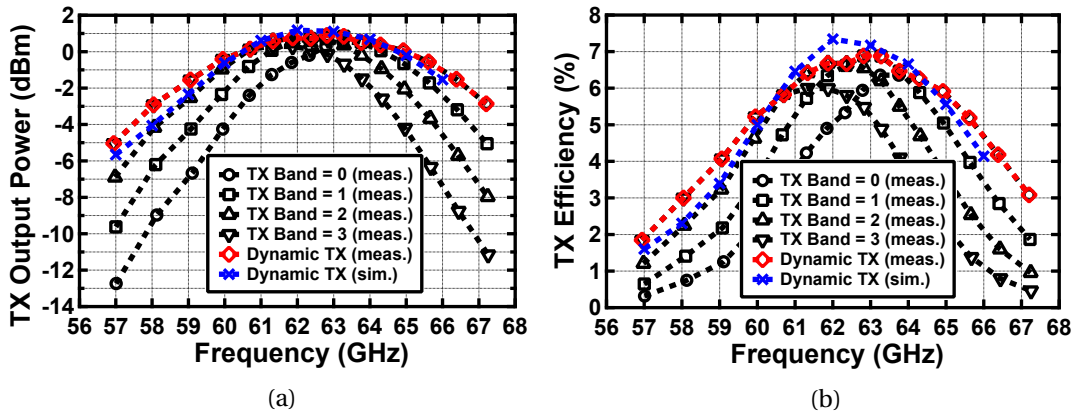 TX Output Power (dBm)
2
0
-2
-4
-6
-8
-10
-12
-14
TX Band = 0 (meas.)
TX Band = 1 (meas.)
TX Band = 2 (meas.)
TX Band = 3 (meas.)
Dynamic TX (meas.)
Dynamic TX (sim.)
56 57 58 59 60 61 62 63 64 65 66 67 68
Frequency (GHz)
(a)
TX Efficiency (%)
8
7
6
5
4
3
2
1
0
TX Band = 0 (meas.)
TX Band = 1 (meas.)
TX Band = 2 (meas.)
TX Band = 3 (meas.)
Dynamic TX (meas.)
Dynamic TX (sim.)
56 57 58 59 60 61 62 63 64 65 66 67 68
Frequency (GHz)
(b)